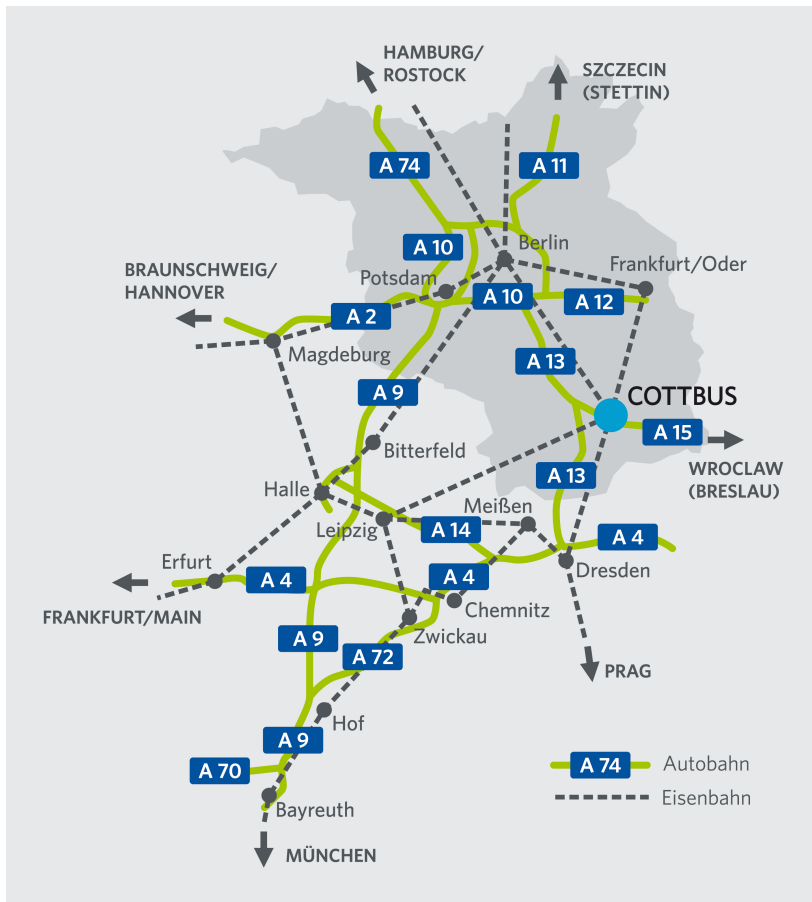 HAMBURG/
ROSTOCK
SZCZECIN
(STETTIN)
A 74
A 11
A 10
Berlin
Frankfurt/Oder
BRAUNSCHWEIG/
HANNOVER
Potsdam
A 10
A 12
A 2
Magdeburg
A 13
A 9
COTTBUS
A 15
Bitterfeld
WROCLAW
(BRESLAU)
A 13
Halle
Meißen
Leipzig
A 14
A 4
Erfurt
A 4
A 4
Dresden
FRANKFURT/MAIN
Chemnitz
Zwickau
A 9
A 72
PRAG
Hof
A 9
A 70
A 74
Autobahn
Eisenbahn
Bayreuth
MÜNCHEN